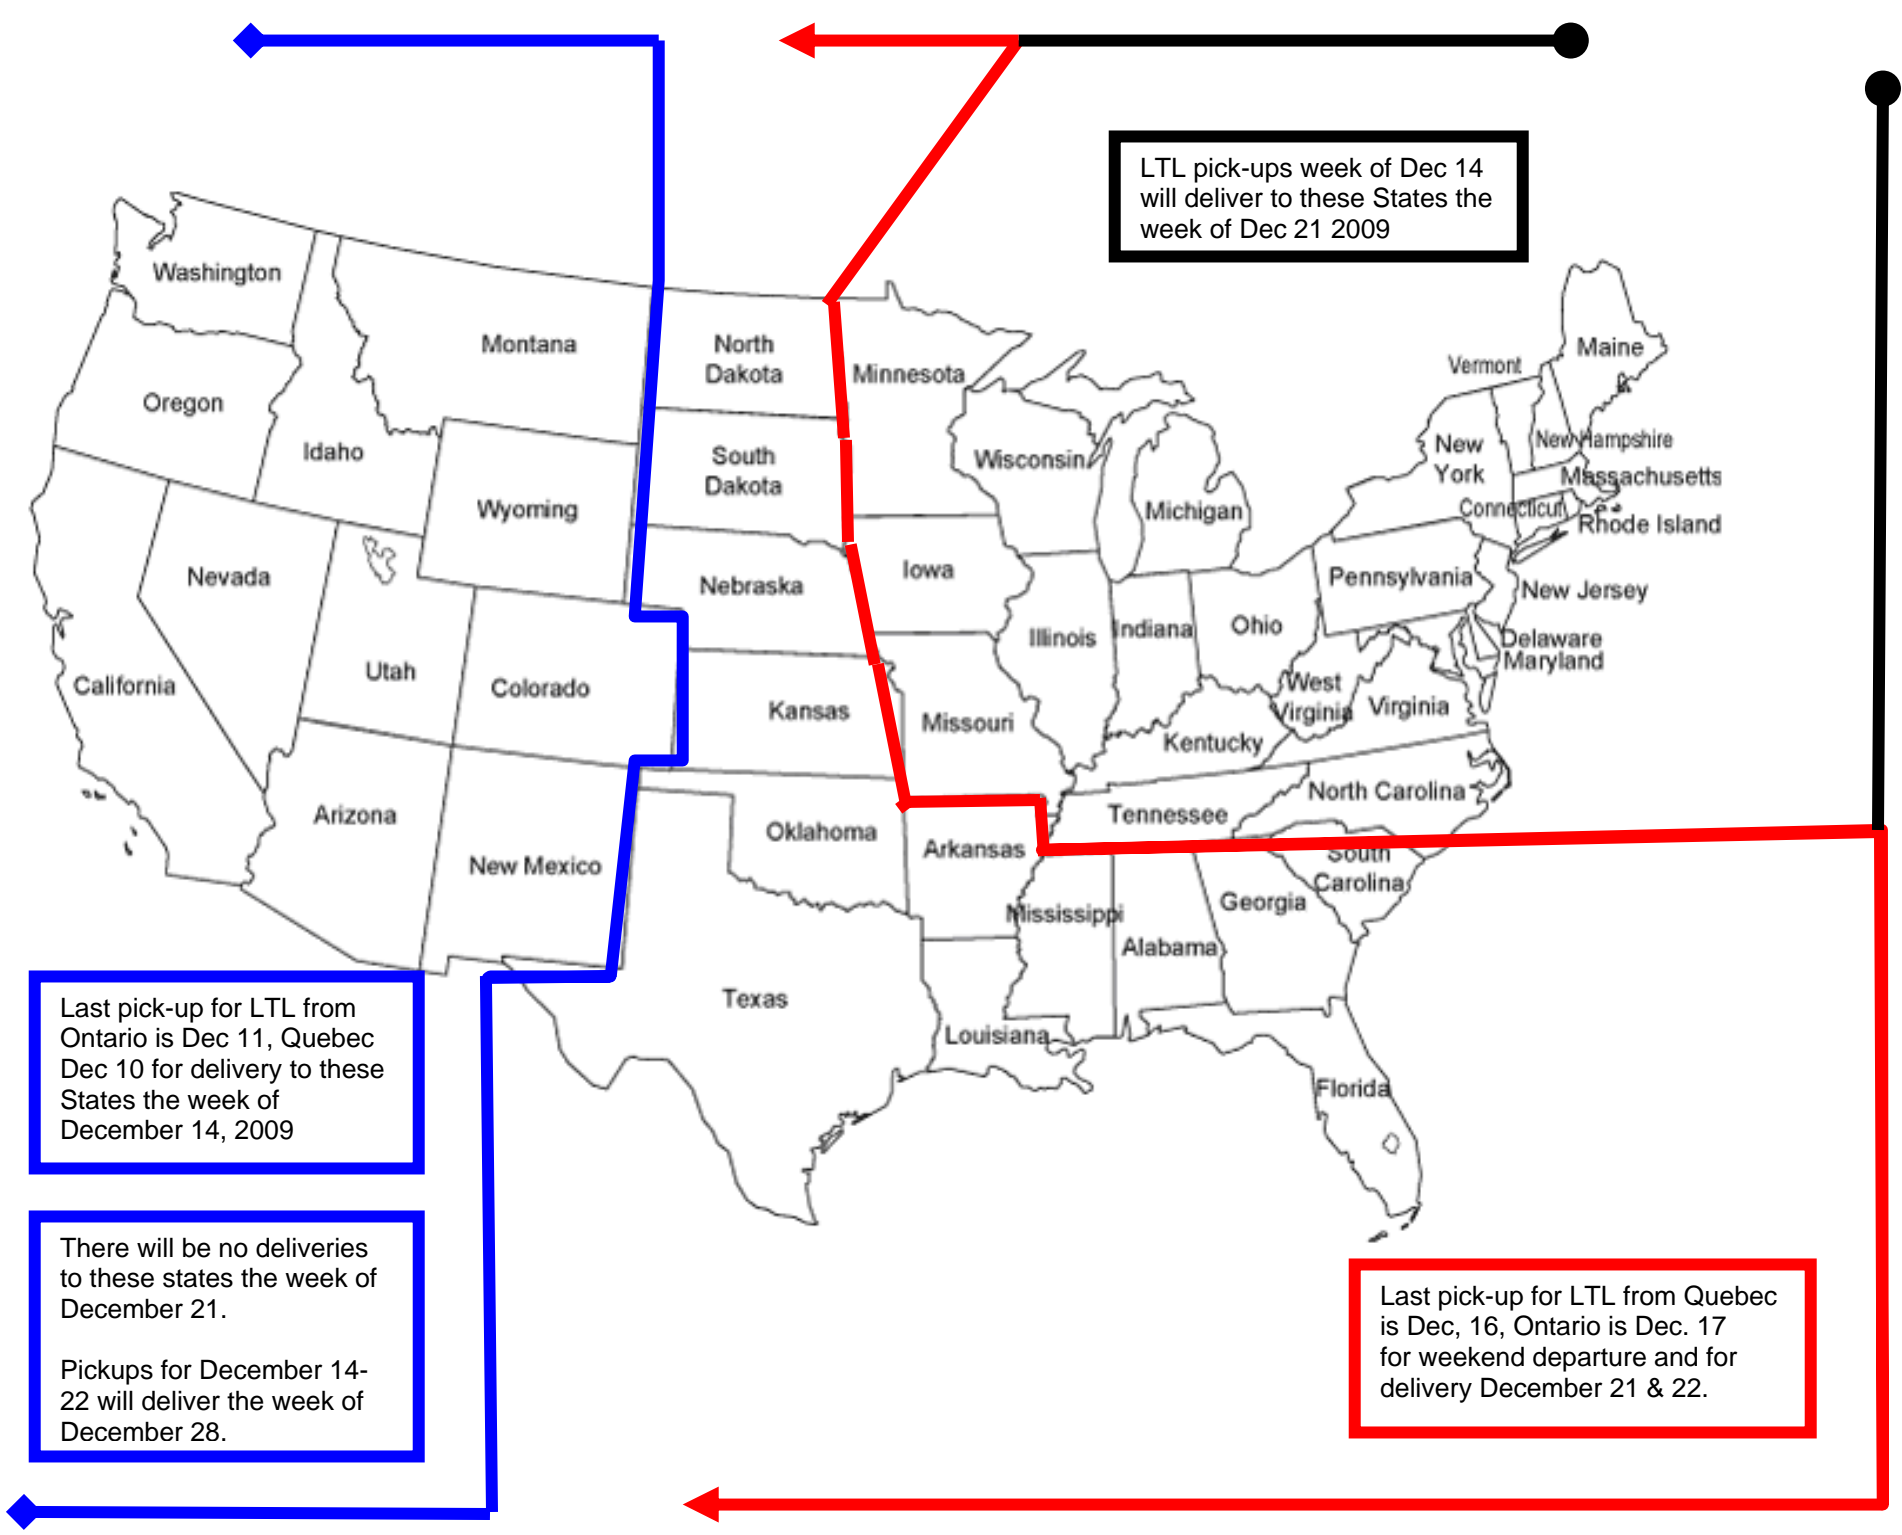 LTL pick-ups week of Dec 14
will deliver to these States the
week of Dec 21 2009
Washington
Montana
North
Dakota
Minnesota
Vermont
Maine
Oregon
Idaho
Wyoming
South
Dakota
Wisconsin
Michigan
New
York
New Hampshire
Massachusetts
Connecticut
Rhode Island
Nevada
Nebraska
Iowa
Pennsylvania
New Jersey
Illinois
Indiana
Ohio
Delaware
Maryland
California
Utah
Colorado
Kansas
Missouri
West
Virginia
Virginia
Kentucky
Arizona
New Mexico
Oklahoma
Arkansas
Tennessee
North Carolina
South
Carolina
Georgia
Mississippi
Alabama
Texas
Louisiana
Florida
Last pick-up for LTL from
Ontario is Dec 11, Quebec
Dec 10 for delivery to these
States the week of
December 14, 2009
There will be no deliveries
to these states the week of
December 21.
Pickups for December 14-
22 will deliver the week of
December 28.
Last pick-up for LTL from Quebec
is Dec, 16, Ontario is Dec. 17
for weekend departure and for
delivery December 21 & 22.